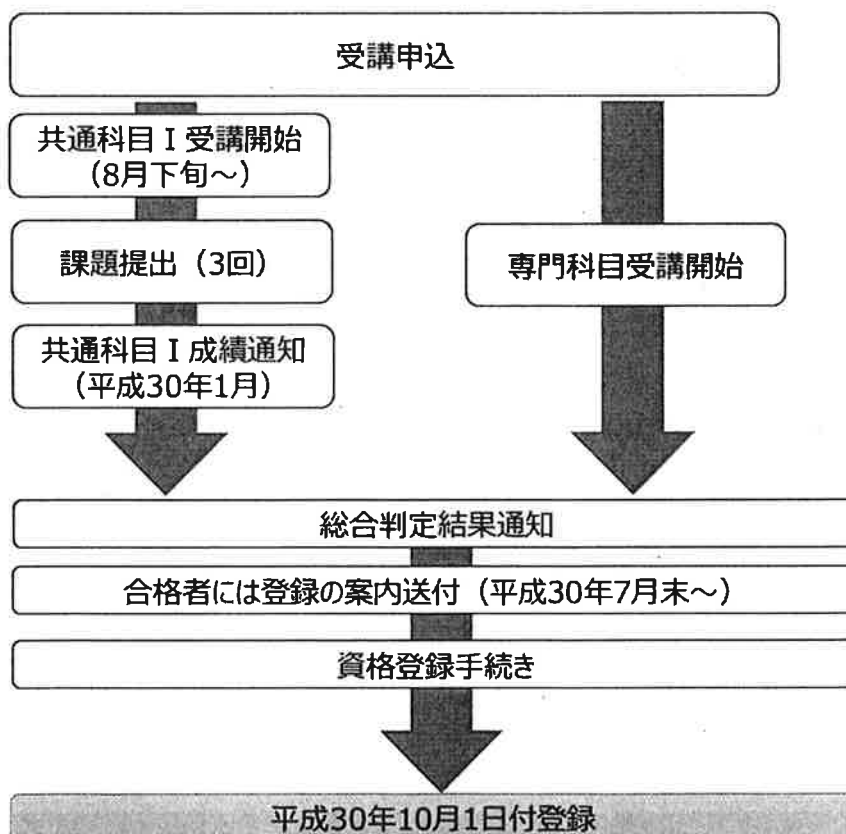 受講申込
共通科目Ⅰ受講開始
(8月下旬～)
課題提出(3回)
専門科目受講開始
共通科目Ⅰ成績通知
(平成30年1月)
総合判定結果通知
合格者には登録の案内送付(平成30年7月末～)
資格登録手続き
平成30年10月1日付登録